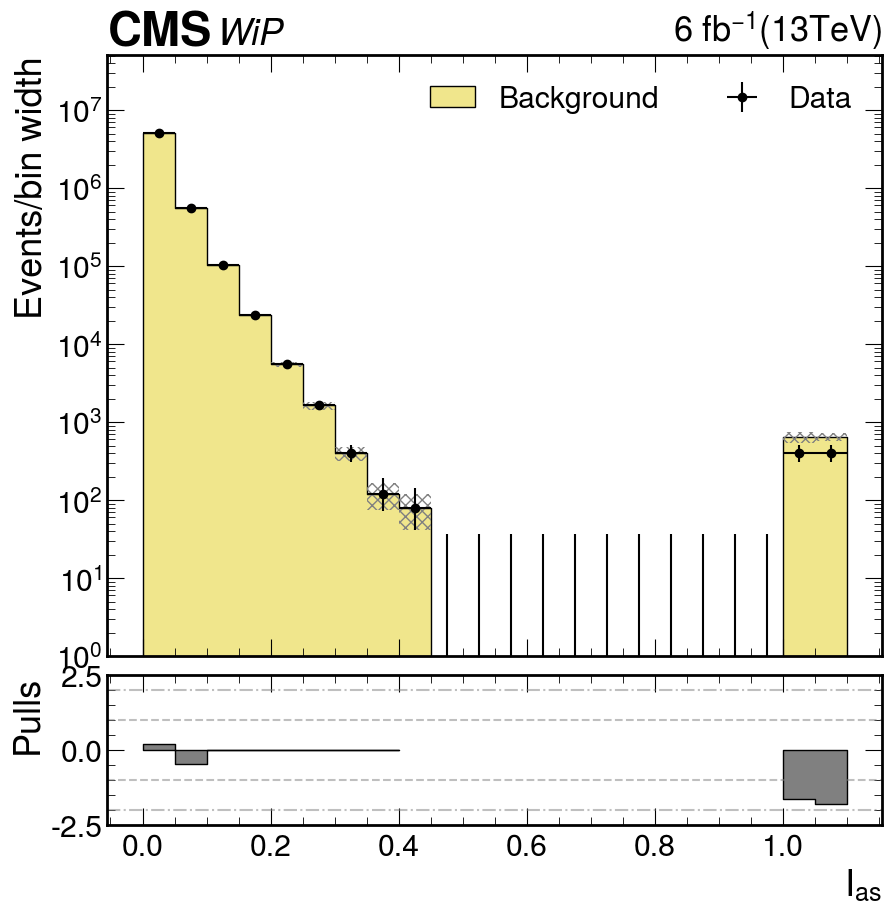 CMS WiP 6 fb⁻¹(13TeV)
Events/bin width
Background Data
10⁷
10⁶
10⁵
10⁴
10³
10²
10¹
10⁰
Pulls
2.5
0.0
-2.5
0.0 0.2 0.4 0.6 0.8 1.0
I_as